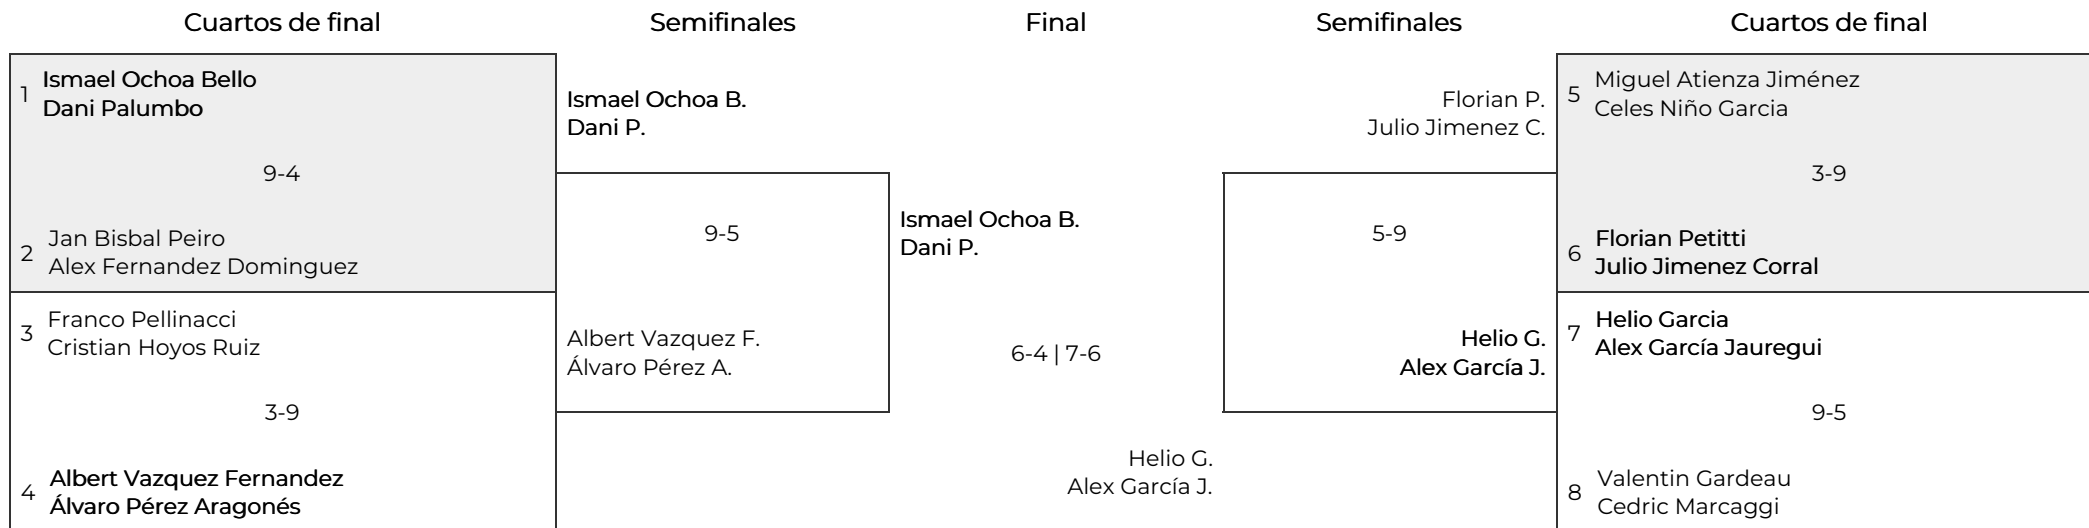 Cuartos de final
Semifinales
Final
Semifinales
Cuartos de final
1
Ismael Ochoa Bello
Dani Palumbo
9-4
2
Jan Bisbal Peiro
Alex Fernandez Dominguez
3
Franco Pellinacci
Cristian Hoyos Ruiz
3-9
4
Albert Vazquez Fernandez
Álvaro Pérez Aragonés
Ismael Ochoa B.
Dani P.
9-5
Albert Vazquez F.
Álvaro Pérez A.
Ismael Ochoa B.
Dani P.
6-4 | 7-6
Helio G.
Alex García J.
Florian P.
Julio Jimenez C.
5-9
Helio G.
Alex García J.
5
Miguel Atienza Jiménez
Celes Niño Garcia
3-9
6
Florian Petitti
Julio Jimenez Corral
7
Helio Garcia
Alex García Jauregui
9-5
8
Valentin Gardeau
Cedric Marcaggi